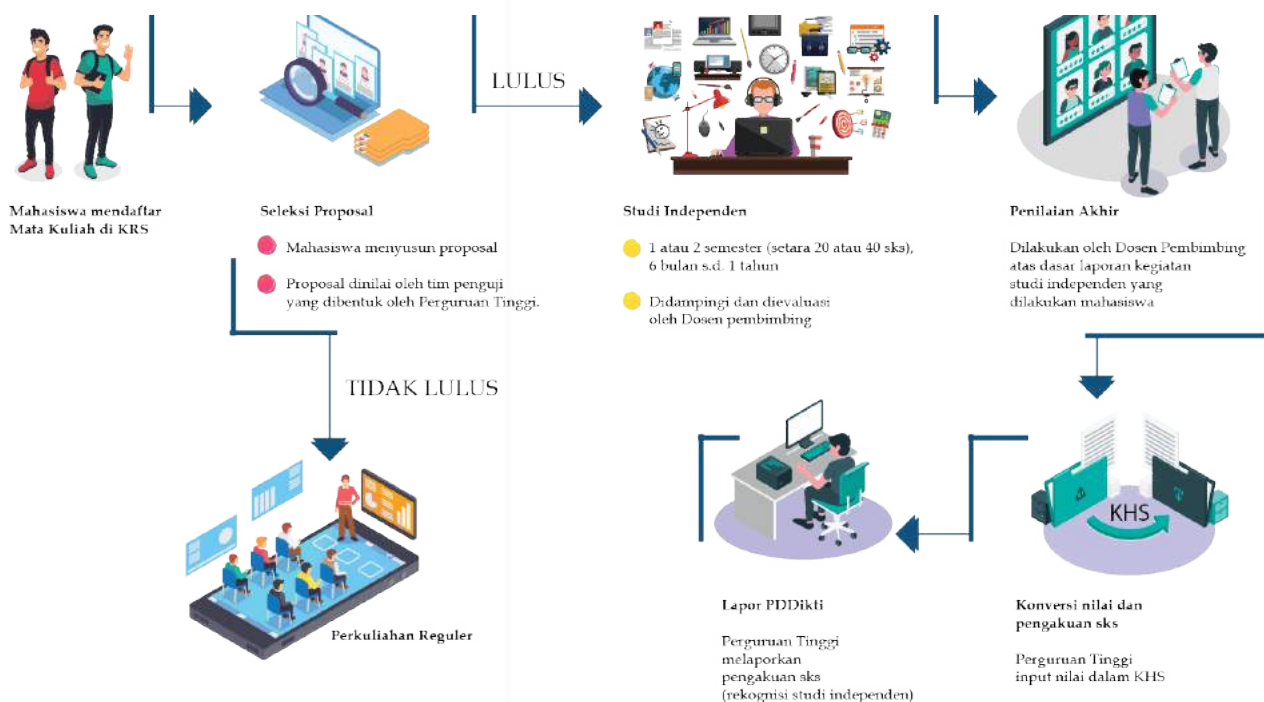 LULUS
Mahasiswa mendaftar
Mata Kuliah di KRS
Seleksi Proposal
Mahasiswa menyusun proposal
Proposal dinilai oleh tim penguji
yang dibentuk oleh Perguruan Tinggi.
Studi Independen
1 atau 2 semester (setara 20 atau 40 sks),
6 bulan s.d. 1 tahun
Didampingi dan dievaluasi
oleh Dosen pembimbing
Penilaian Akhir
Dilakukan oleh Dosen Pembimbing
atas dasar laporan kegiatan
studi independen yang
dilakukan mahasiswa
TIDAK LULUS
Perkuliahan Reguler
KHS
Konversi nilai dan
pengakuan sks
Perguruan Tinggi
input nilai dalam KHS
Lapor PDDikti
Perguruan Tinggi
melaporkan
pengakuan sks
(rekognisi studi independen)